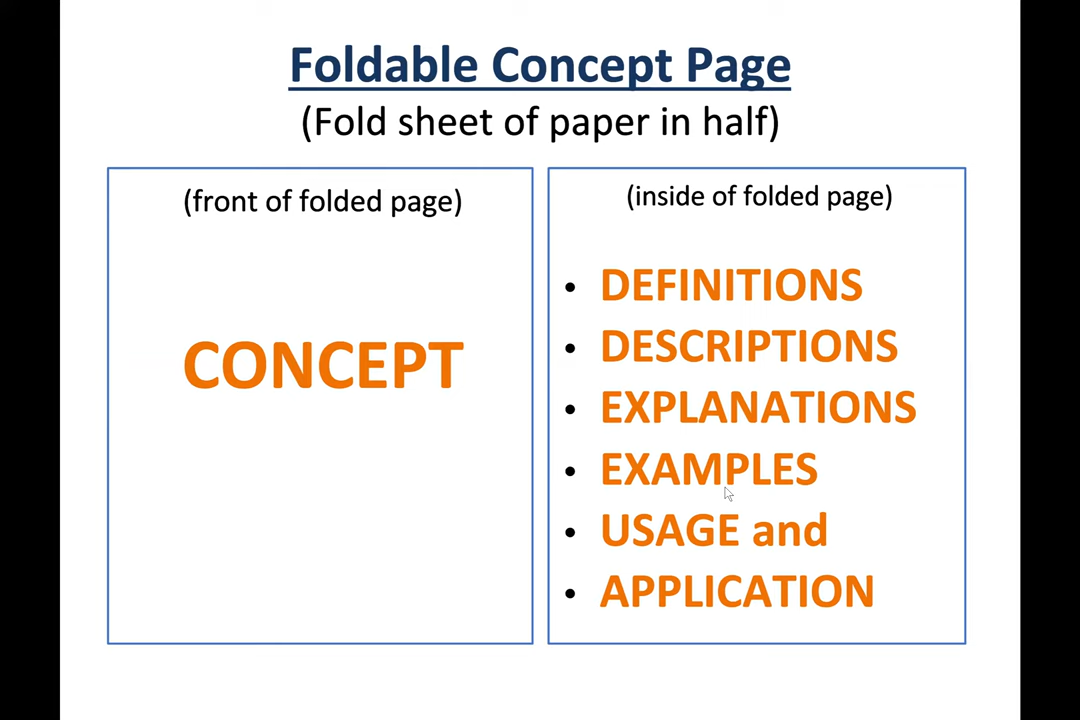 Foldable Concept Page
(Fold sheet of paper in half)
(front of folded page)
CONCEPT
(inside of folded page)
• DEFINITIONS
• DESCRIPTIONS
• EXPLANATIONS
• EXAMPLES
• USAGE and
• APPLICATION